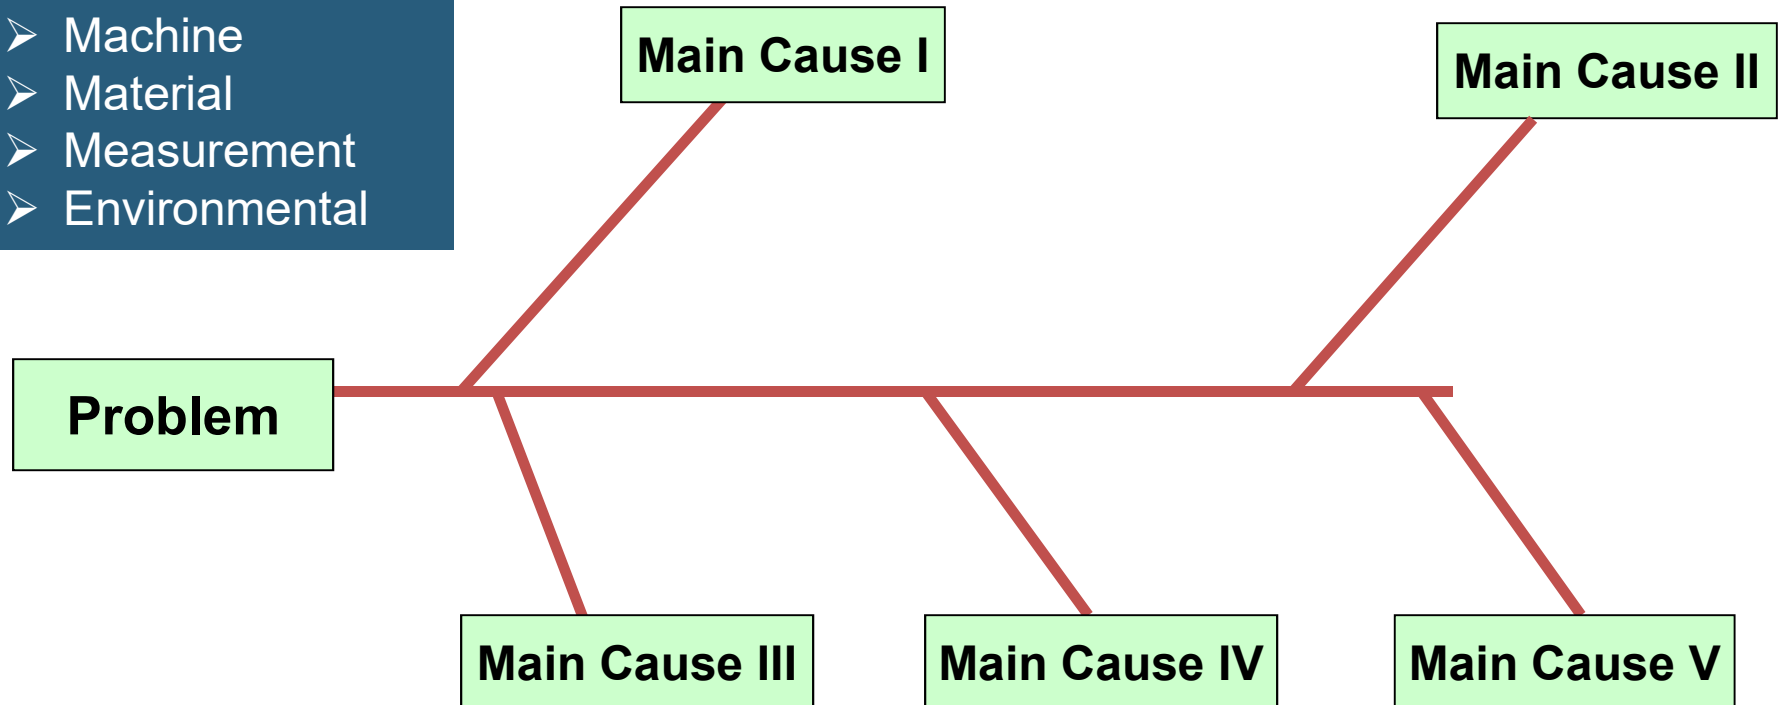 ➢ Machine
➢ Material
➢ Measurement
➢ Environmental
Main Cause I
Main Cause II
Problem
Main Cause III
Main Cause IV
Main Cause V